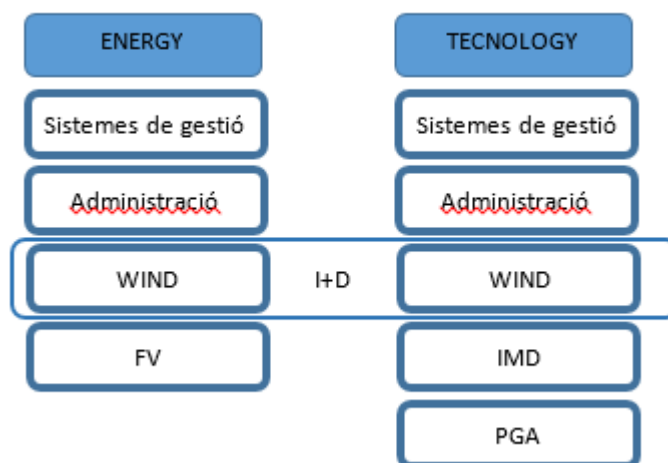 ENERGY
TECNOLOGY
Sistemes de gestió
Sistemes de gestió
Administració
Administració
WIND
I+D
WIND
FV
IMD
PGA